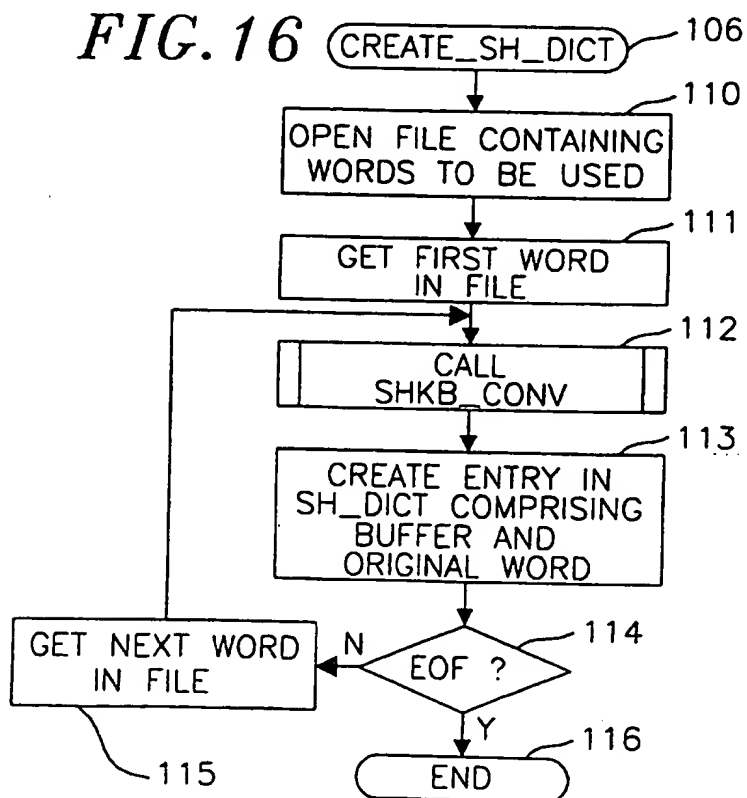 FIG. 16
CREATE_SH_DICT
106
110
OPEN FILE CONTAINING
WORDS TO BE USED
111
GET FIRST WORD
IN FILE
112
CALL
SHKB_CONV
113
CREATE ENTRY IN
SH_DICT COMPRISING
BUFFER AND
ORIGINAL WORD
114
EOF ?
N
GET NEXT WORD
IN FILE
115
Y
116
END